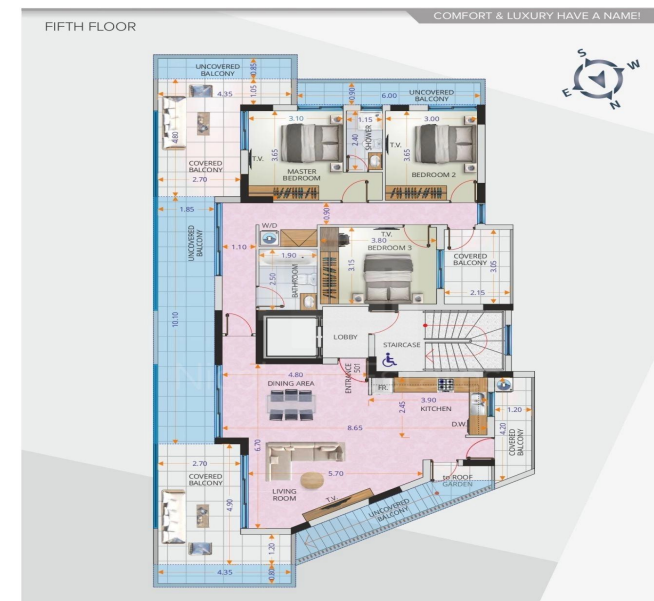 COMFORT & LUXURY HAVE A NAME!
FIFTH FLOOR
S
W
E
N
UNCOVERED
BALCONY
0.85
1.05
4.35
4.80
COVERED
BALCONY
2.70
0.90
6.00
UNCOVERED
BALCONY
3.10
3.65
T.V.
MASTER
BEDROOM
1.15
2.40
SHOWER
3.00
3.65
T.V.
BEDROOM 2
1.85
UNCOVERED
BALCONY
10.10
0.90
1.10
W/D
1.90
2.50
BATHROOM
T.V.
3.80
BEDROOM 3
3.15
COVERED
BALCONY
3.05
2.15
LOBBY
STAIRCASE
ENTRANCE
501
4.80
DINING AREA
FR.
3.90
KITCHEN
2.45
D.W.
1.20
4.20
COVERED
BALCONY
8.65
6.70
5.70
LIVING
ROOM
T.V.
to ROOF
GARDEN
UNCOVERED
BALCONY
2.70
COVERED
BALCONY
4.90
1.20
4.35
0.80